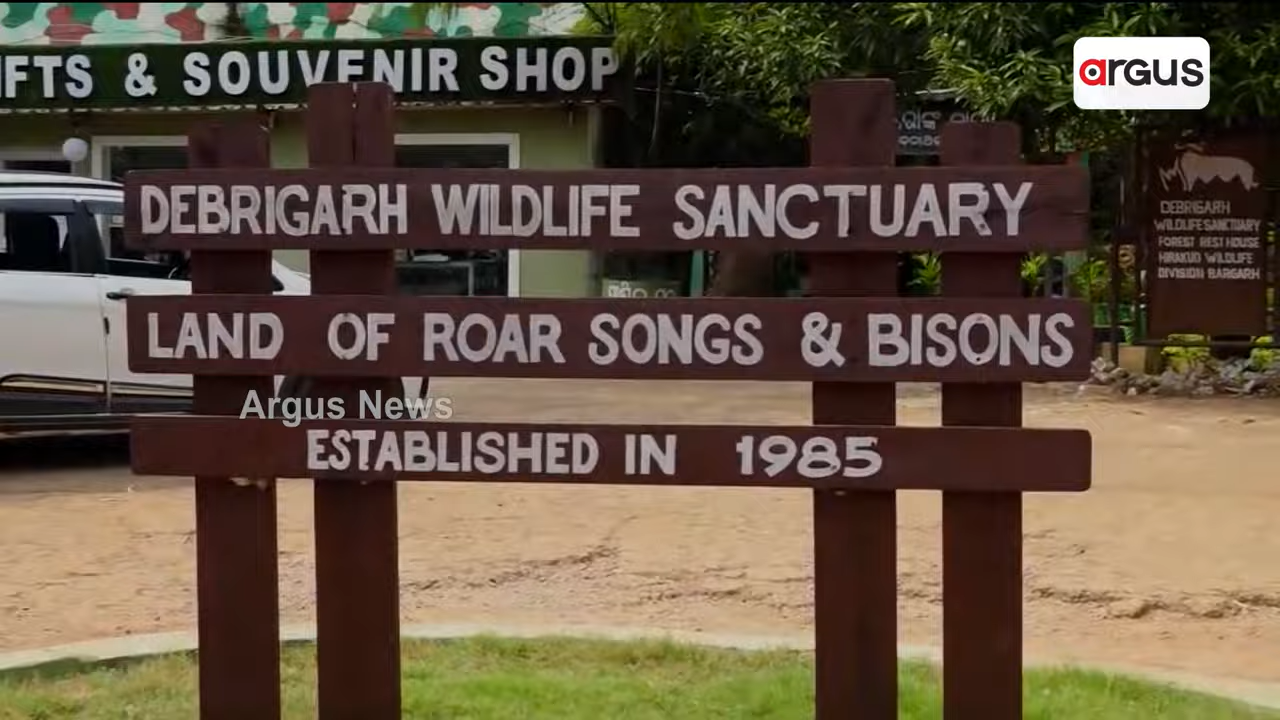 IFTS & SOUVENIR SHOP
argus
DEBRIGARH WILDLIFE SANCTUARY
LAND OF ROAR SONGS & BISONS
Argus News
ESTABLISHED IN 1985
DEBRIGARH
WILDLIFE SANCTUARY
FOREST REST HOUSE
HIRAKUD WILDLIFE
DIVISION BARGARH